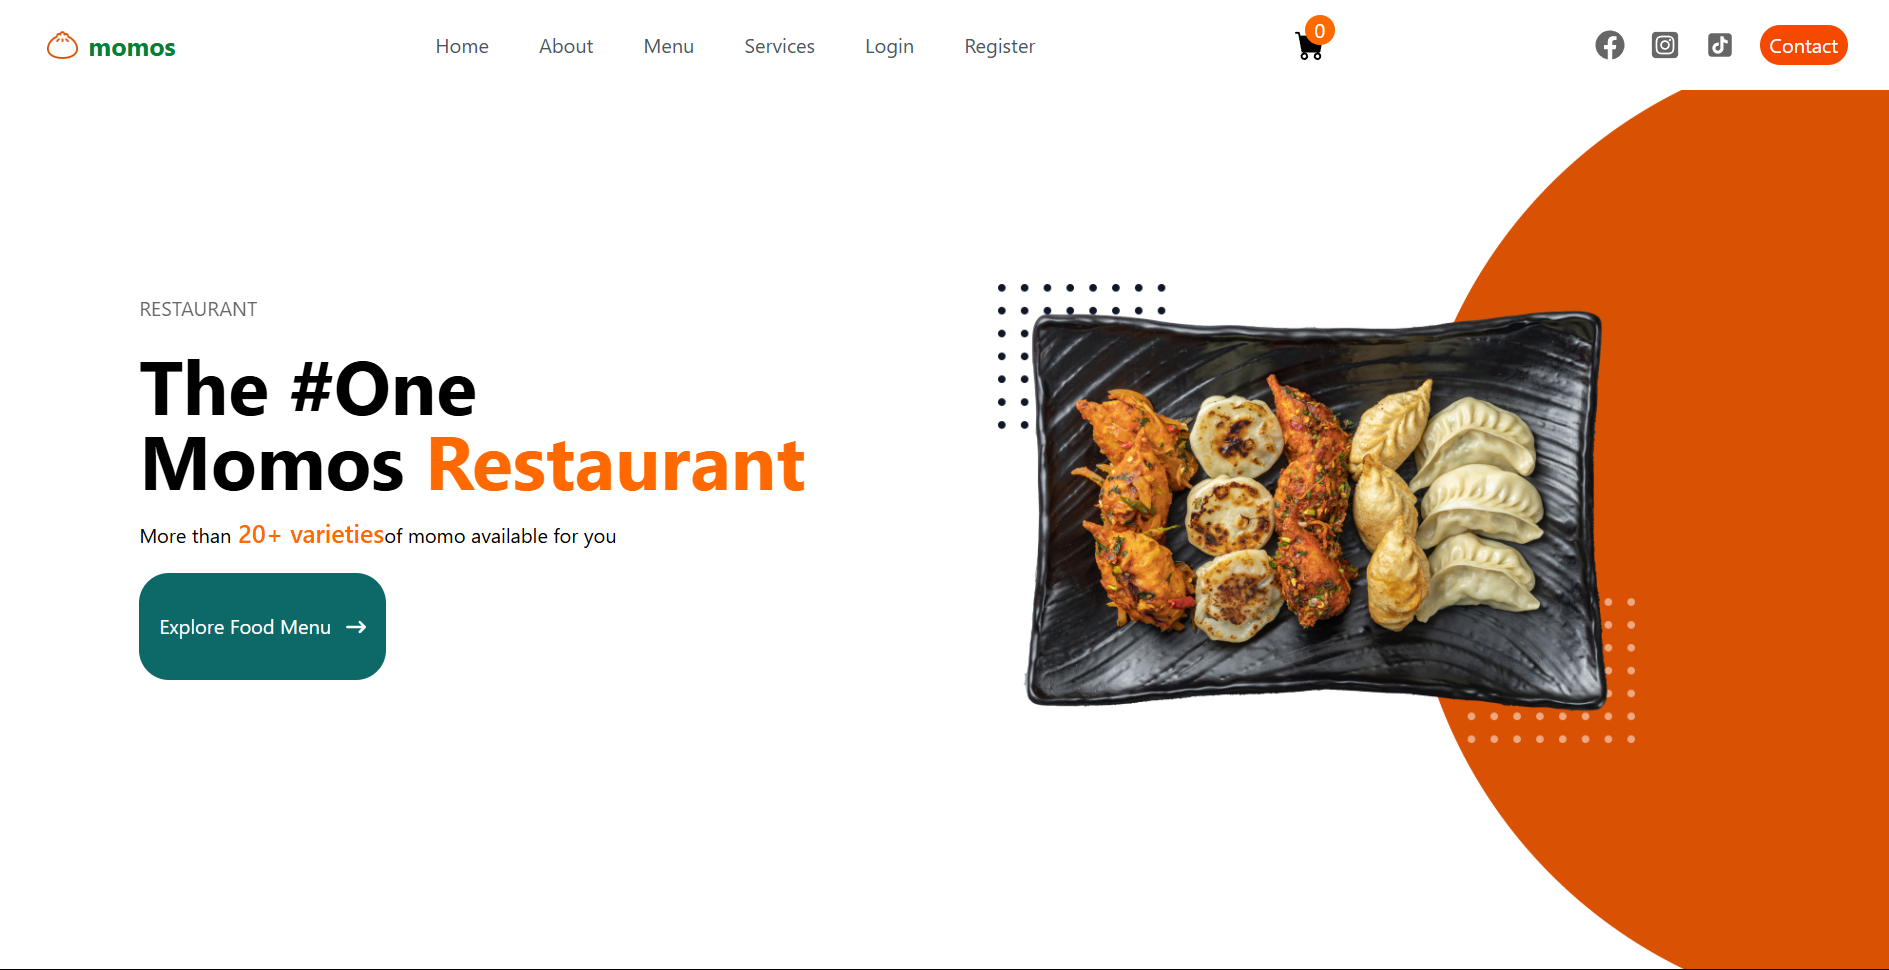 momos
Home About Menu Services Login Register
0
Contact
RESTAURANT
The #One
Momos Restaurant
More than 20+ varietiesof momo available for you
Explore Food Menu →